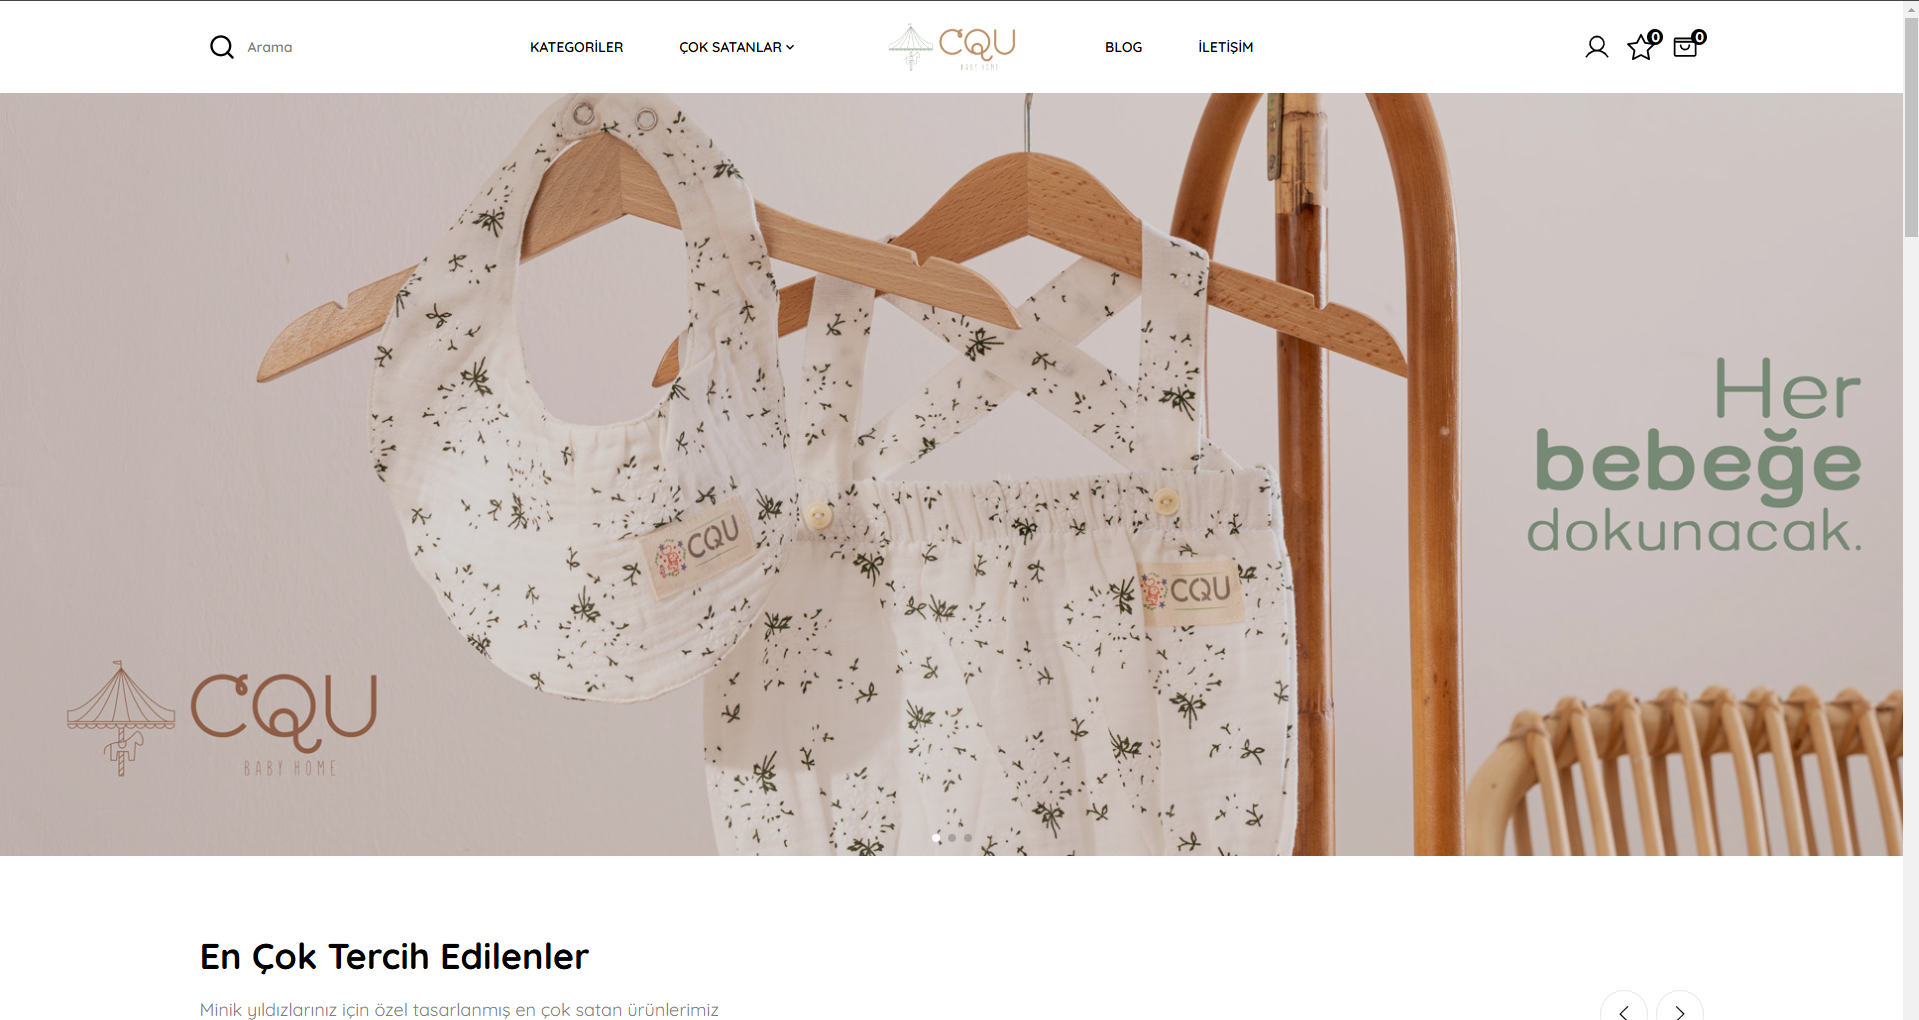 Arama
KATEGORİLER
ÇOK SATANLAR
CQU
BABY HOME
BLOG
İLETİŞİM
0
0
Her
bebeğe
dokunacak.
CQU
CQU
CQU
BABY HOME
En Çok Tercih Edilenler
Minik yıldızlarınız için özel tasarlanmış en çok satan ürünlerimiz